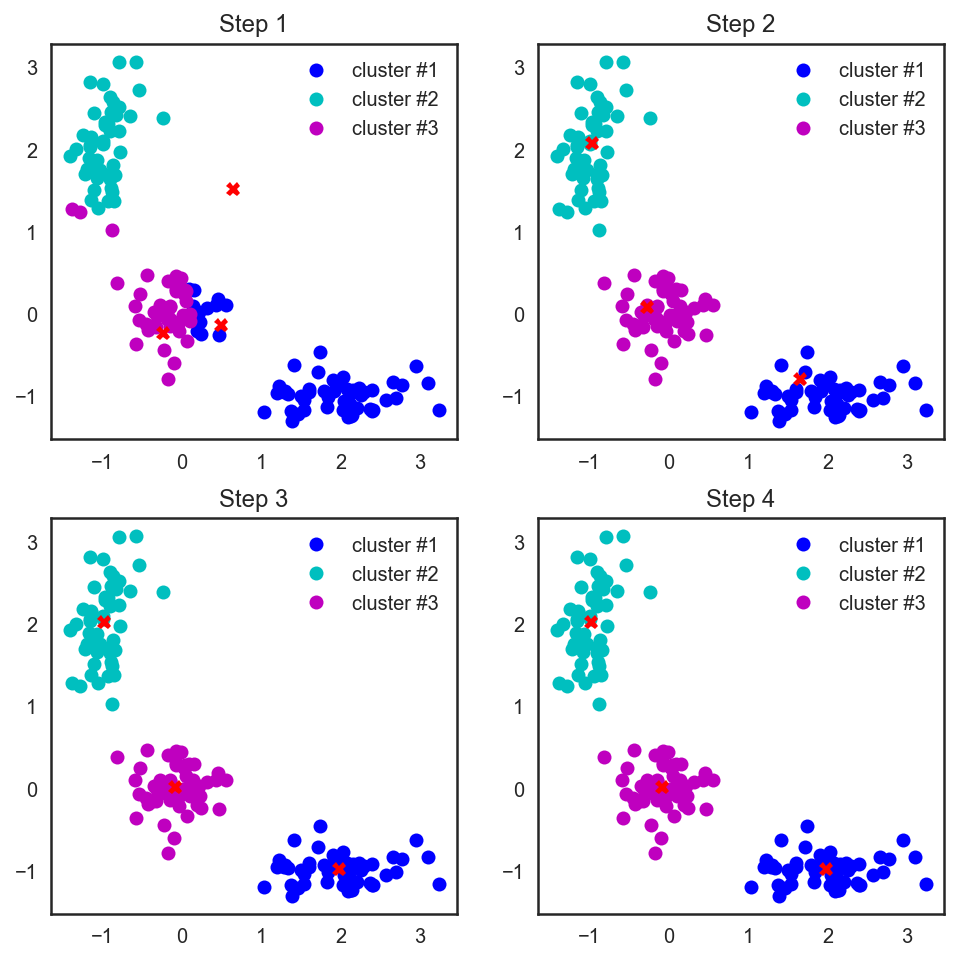 Step 1
cluster #1
cluster #2
cluster #3
3
2
1
0
−1
−1 0 1 2 3
Step 2
cluster #1
cluster #2
cluster #3
3
2
1
0
−1
−1 0 1 2 3
Step 3
cluster #1
cluster #2
cluster #3
3
2
1
0
−1
−1 0 1 2 3
Step 4
cluster #1
cluster #2
cluster #3
3
2
1
0
−1
−1 0 1 2 3